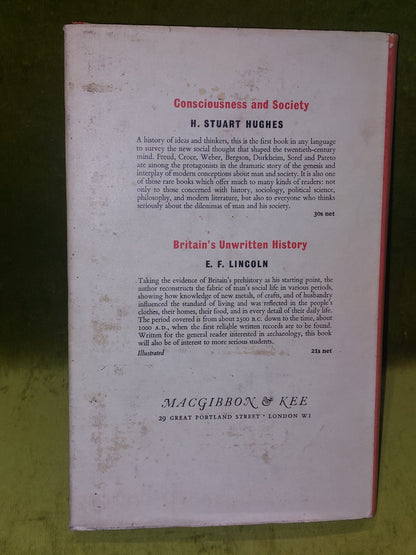 Consciousness and Society
H. STUART HUGHES
A history of ideas and thinkers, this is the first book in any language
to survey the new social thought that shaped the twentieth-century
mind. Freud, Croce, Weber, Bergson, Durkheim, Sorel and Pareto
are among the protagonists in the dramatic story of the genesis and
interplay of modern conceptions about man and society. It is also one
of those rare books which offer much to many kinds of readers: not
only to those concerned with history, sociology, political science,
philosophy, and modern literature, but also to everyone who thinks
seriously about the dilemmas of man and his society.
30s net
Britain's Unwritten History
E. F. LINCOLN
Taking the evidence of Britain's prehistory as his starting point, the
author reconstructs the fabric of man's social life in various periods,
showing how knowledge of new metals, of crafts, and of husbandry
influenced the standard of living and was reflected in the people's
clothes, their homes, their food, and in every detail of their daily life.
The period covered is from about 2500 B.C. down to the time, about
1000 A.D., when the first reliable written records are to be found.
Written for the general reader interested in archaeology, this book
will also be of interest to more serious students.
Illustrated 21s net
MACGIBBON & KEE
29 GREAT PORTLAND STREET · LONDON W1